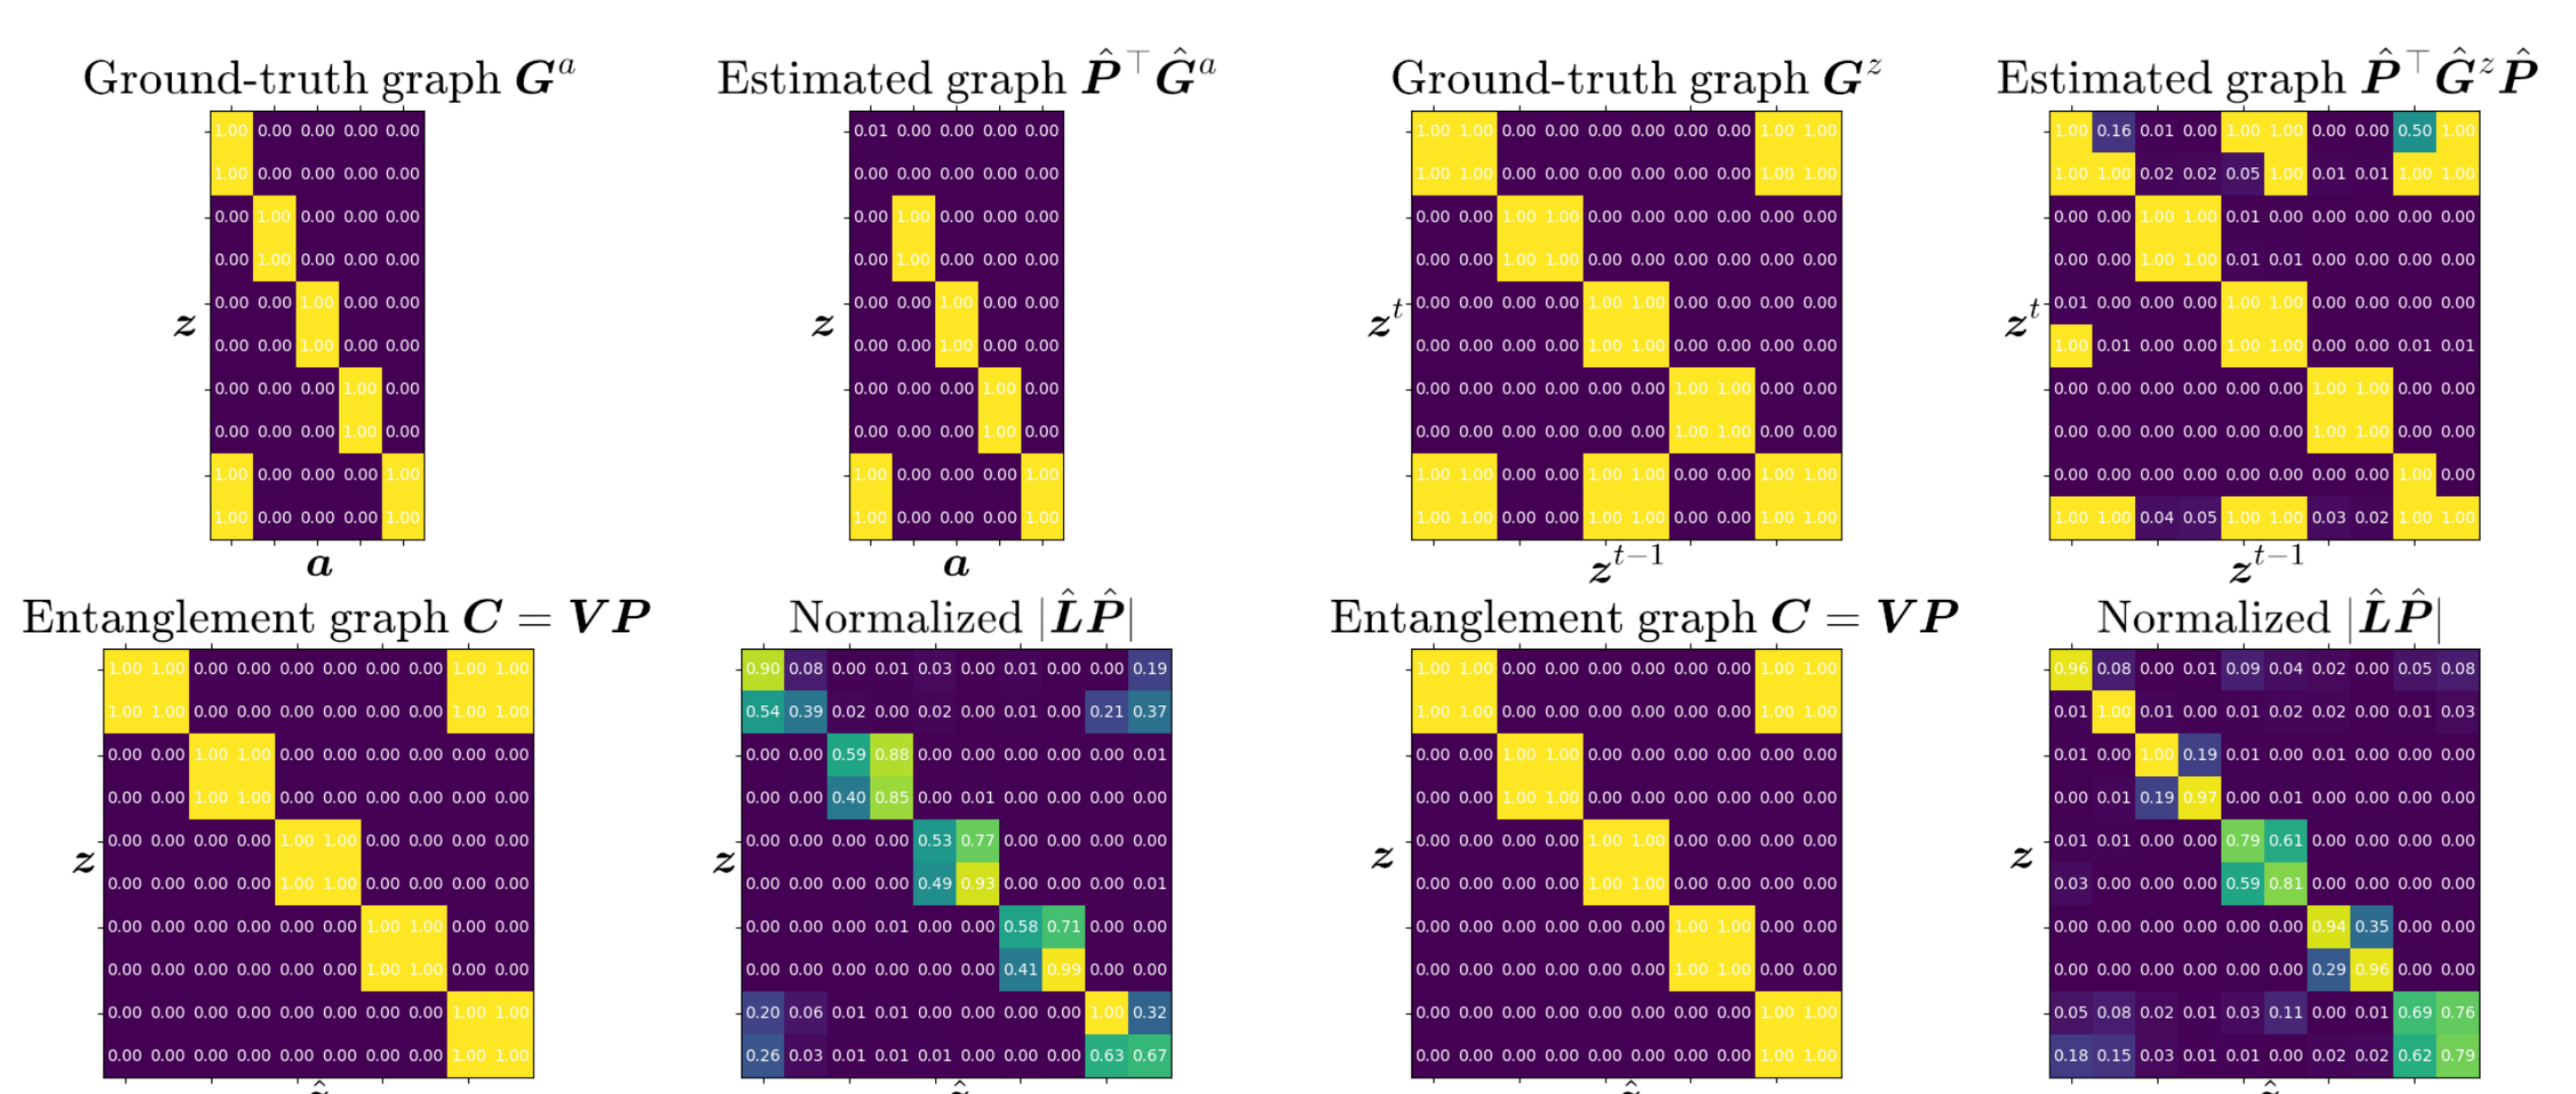 Ground-truth graph Gᵃ
1.00 0.00 0.00 0.00 0.00
1.00 0.00 0.00 0.00 0.00
0.00 1.00 0.00 0.00 0.00
0.00 1.00 0.00 0.00 0.00
0.00 0.00 1.00 0.00 0.00
0.00 0.00 1.00 0.00 0.00
0.00 0.00 0.00 1.00 0.00
0.00 0.00 0.00 1.00 0.00
1.00 0.00 0.00 0.00 1.00
1.00 0.00 0.00 0.00 1.00
z
a
Estimated graph P̂ᵀĜᵃ
0.01 0.00 0.00 0.00 0.00
0.00 0.00 0.00 0.00 0.00
0.00 1.00 0.00 0.00 0.00
0.00 1.00 0.00 0.00 0.00
0.00 0.00 1.00 0.00 0.00
0.00 0.00 1.00 0.00 0.00
0.00 0.00 0.00 1.00 0.00
0.00 0.00 0.00 1.00 0.00
1.00 0.00 0.00 0.00 1.00
1.00 0.00 0.00 0.00 1.00
z
a
Ground-truth graph Gᶻ
1.00 1.00 0.00 0.00 0.00 0.00 0.00 0.00 1.00 1.00
1.00 1.00 0.00 0.00 0.00 0.00 0.00 0.00 1.00 1.00
0.00 0.00 1.00 1.00 0.00 0.00 0.00 0.00 0.00 0.00
0.00 0.00 1.00 1.00 0.00 0.00 0.00 0.00 0.00 0.00
0.00 0.00 0.00 0.00 1.00 1.00 0.00 0.00 0.00 0.00
0.00 0.00 0.00 0.00 1.00 1.00 0.00 0.00 0.00 0.00
0.00 0.00 0.00 0.00 0.00 0.00 1.00 1.00 0.00 0.00
0.00 0.00 0.00 0.00 0.00 0.00 1.00 1.00 0.00 0.00
1.00 1.00 0.00 0.00 1.00 1.00 0.00 0.00 1.00 1.00
1.00 1.00 0.00 0.00 1.00 1.00 0.00 0.00 1.00 1.00
zᵗ
zᵗ⁻¹
Estimated graph P̂ᵀĜᶻP̂
1.00 0.16 0.01 0.00 1.00 1.00 0.00 0.00 0.50 1.00
1.00 1.00 0.02 0.02 0.05 1.00 0.01 0.01 1.00 1.00
0.00 0.00 1.00 1.00 0.01 0.00 0.00 0.00 0.00 0.00
0.00 0.00 1.00 1.00 0.01 0.01 0.00 0.00 0.00 0.00
0.01 0.00 0.00 0.00 1.00 1.00 0.00 0.00 0.00 0.00
1.00 0.01 0.00 0.00 1.00 1.00 0.00 0.00 0.01 0.01
0.00 0.00 0.00 0.00 0.00 0.00 1.00 1.00 0.00 0.00
0.00 0.00 0.00 0.00 0.00 0.00 1.00 1.00 0.00 0.00
0.00 0.00 0.00 0.00 0.00 0.00 0.00 0.00 1.00 0.00
1.00 1.00 0.04 0.05 1.00 1.00 0.03 0.02 1.00 1.00
zᵗ
zᵗ⁻¹
Entanglement graph C = VP
1.00 1.00 0.00 0.00 0.00 0.00 0.00 0.00 1.00 1.00
1.00 1.00 0.00 0.00 0.00 0.00 0.00 0.00 1.00 1.00
0.00 0.00 1.00 1.00 0.00 0.00 0.00 0.00 0.00 0.00
0.00 0.00 1.00 1.00 0.00 0.00 0.00 0.00 0.00 0.00
0.00 0.00 0.00 0.00 1.00 1.00 0.00 0.00 0.00 0.00
0.00 0.00 0.00 0.00 1.00 1.00 0.00 0.00 0.00 0.00
0.00 0.00 0.00 0.00 0.00 0.00 1.00 1.00 0.00 0.00
0.00 0.00 0.00 0.00 0.00 0.00 1.00 1.00 0.00 0.00
0.00 0.00 0.00 0.00 0.00 0.00 0.00 0.00 1.00 1.00
0.00 0.00 0.00 0.00 0.00 0.00 0.00 0.00 1.00 1.00
z
Normalized |L̂P̂|
0.90 0.08 0.00 0.01 0.03 0.00 0.01 0.00 0.00 0.19
0.54 0.39 0.02 0.00 0.02 0.00 0.01 0.00 0.21 0.37
0.00 0.00 0.59 0.88 0.00 0.00 0.00 0.00 0.00 0.01
0.00 0.00 0.40 0.85 0.00 0.01 0.00 0.00 0.00 0.00
0.00 0.00 0.00 0.00 0.53 0.77 0.00 0.00 0.00 0.00
0.00 0.00 0.00 0.00 0.49 0.93 0.00 0.00 0.00 0.01
0.00 0.00 0.00 0.01 0.00 0.00 0.58 0.71 0.00 0.00
0.00 0.00 0.00 0.00 0.00 0.00 0.41 0.99 0.00 0.00
0.20 0.06 0.01 0.01 0.00 0.00 0.00 0.00 1.00 0.32
0.26 0.03 0.01 0.01 0.01 0.00 0.00 0.00 0.63 0.67
z
Entanglement graph C = VP
1.00 1.00 0.00 0.00 0.00 0.00 0.00 0.00 1.00 1.00
1.00 1.00 0.00 0.00 0.00 0.00 0.00 0.00 1.00 1.00
0.00 0.00 1.00 1.00 0.00 0.00 0.00 0.00 0.00 0.00
0.00 0.00 1.00 1.00 0.00 0.00 0.00 0.00 0.00 0.00
0.00 0.00 0.00 0.00 1.00 1.00 0.00 0.00 0.00 0.00
0.00 0.00 0.00 0.00 1.00 1.00 0.00 0.00 0.00 0.00
0.00 0.00 0.00 0.00 0.00 0.00 1.00 1.00 0.00 0.00
0.00 0.00 0.00 0.00 0.00 0.00 1.00 1.00 0.00 0.00
0.00 0.00 0.00 0.00 0.00 0.00 0.00 0.00 1.00 1.00
0.00 0.00 0.00 0.00 0.00 0.00 0.00 0.00 1.00 1.00
z
Normalized |L̂P̂|
0.96 0.08 0.00 0.01 0.09 0.04 0.02 0.00 0.05 0.08
0.01 1.00 0.01 0.00 0.01 0.02 0.02 0.00 0.01 0.03
0.01 0.00 1.00 0.19 0.01 0.00 0.01 0.00 0.00 0.00
0.00 0.01 0.19 0.97 0.00 0.01 0.00 0.00 0.00 0.00
0.01 0.01 0.00 0.00 0.79 0.61 0.00 0.00 0.00 0.00
0.03 0.00 0.00 0.00 0.59 0.81 0.00 0.00 0.00 0.00
0.00 0.00 0.00 0.00 0.00 0.00 0.94 0.35 0.00 0.00
0.00 0.00 0.00 0.00 0.00 0.00 0.29 0.96 0.00 0.00
0.05 0.08 0.02 0.01 0.03 0.11 0.00 0.01 0.69 0.76
0.18 0.15 0.03 0.01 0.01 0.00 0.02 0.02 0.62 0.79
z